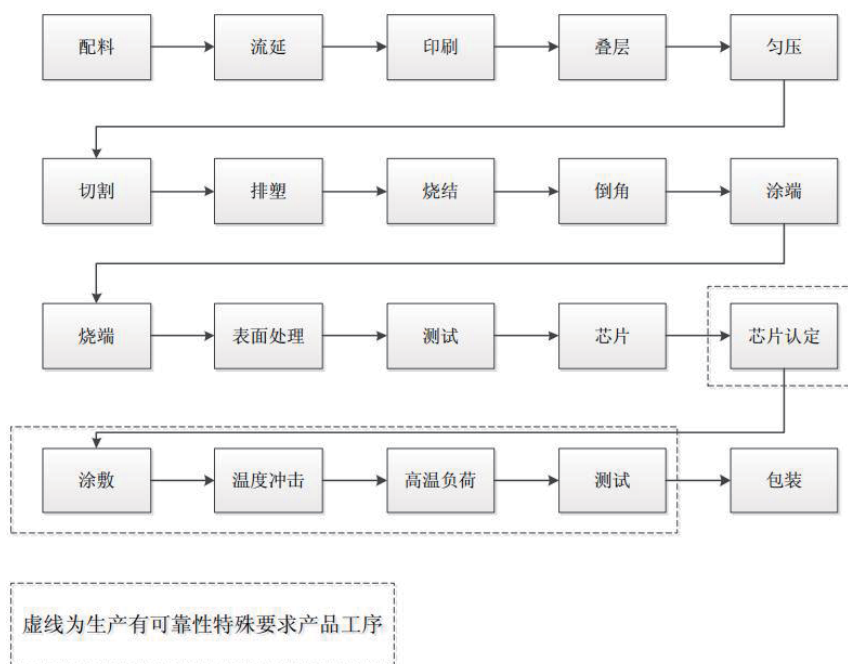 配料 流延 印刷 叠层 匀压
切割 排塑 烧结 倒角 涂端
烧端 表面处理 测试 芯片 芯片认定
涂敷 温度冲击 高温负荷 测试 包装
虚线为生产有可靠性特殊要求产品工序